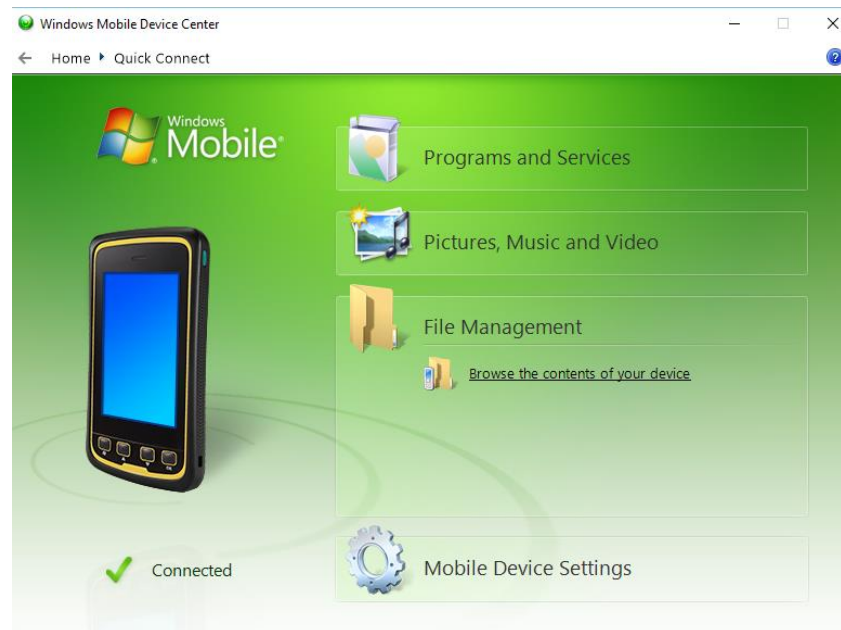 Windows Mobile Device Center
Home Quick Connect
Windows
Mobile
Programs and Services
Pictures, Music and Video
File Management
Browse the contents of your device
Connected
Mobile Device Settings